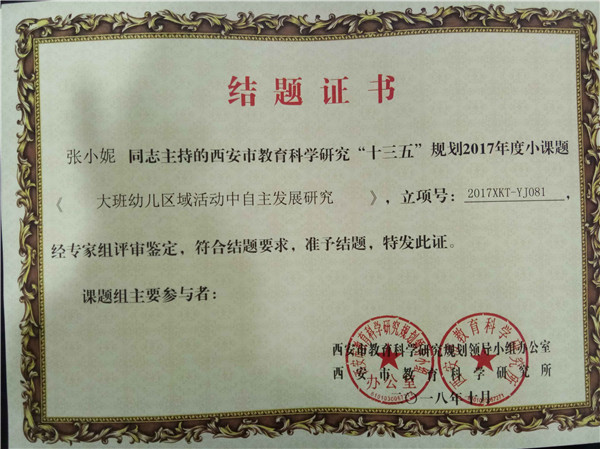 结题证书
张小妮 同志主持的西安市教育科学研究“十三五”规划2017年度小课题
《 大班幼儿区域活动中自主发展研究 》，立项号：2017XKT-YJ081，
经专家组评审鉴定，符合结题要求，准予结题，特发此证。
课题组主要参与者：
西安市教育科学研究规划领导小组办公室
西安市教育科学研究所
二〇一八年十月